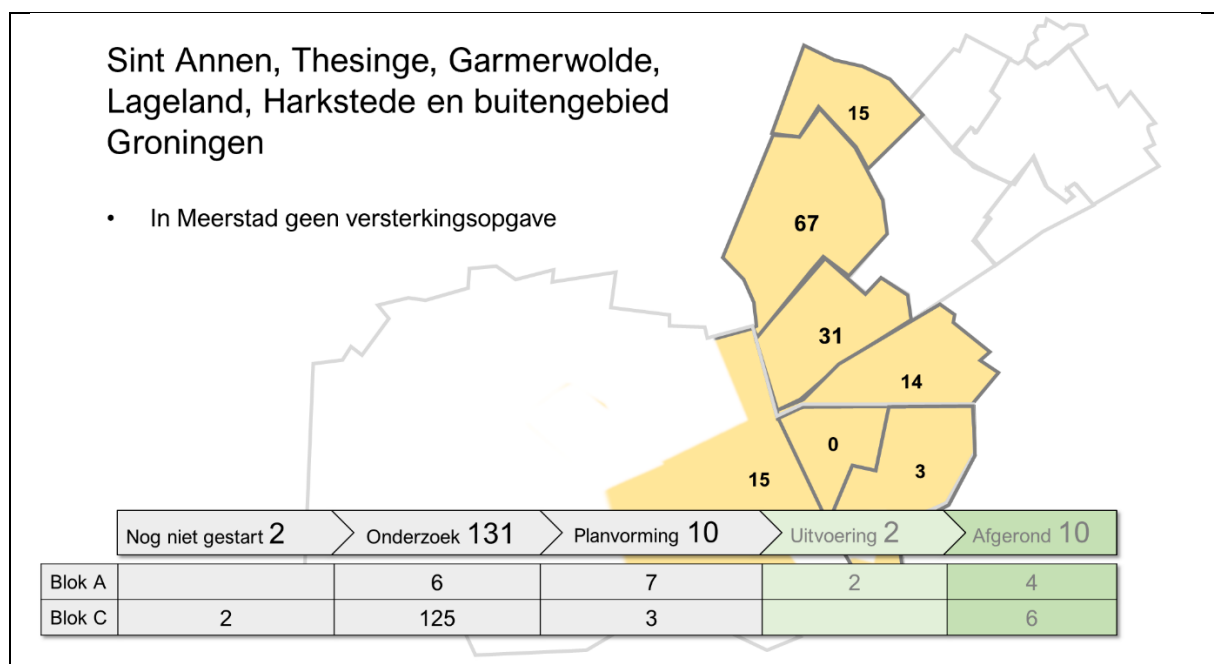 Sint Annen, Thesinge, Garmerwolde,
Lageland, Harkstede en buitengebied
Groningen
• In Meerstad geen versterkingsopgave
15
67
31
14
0
3
15
Nog niet gestart 2 Onderzoek 131 Planvorming 10 Uitvoering 2 Afgerond 10
Blok A 6 7 2 4
Blok C 2 125 3 6